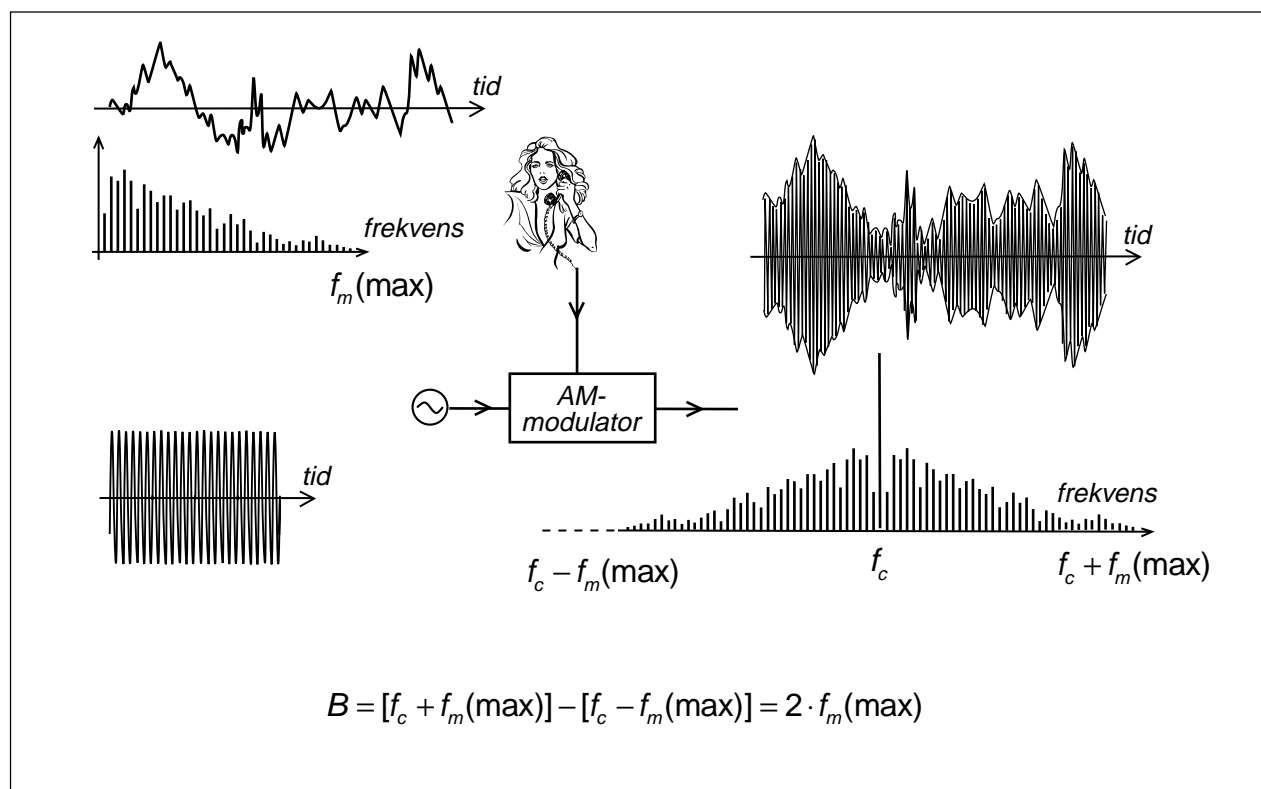 tid
frekvens
f_m(max)
AM-
modulator
tid
tid
frekvens
f_c – f_m(max)
f_c
f_c + f_m(max)
B = [f_c + f_m(max)] – [f_c – f_m(max)] = 2 · f_m(max)